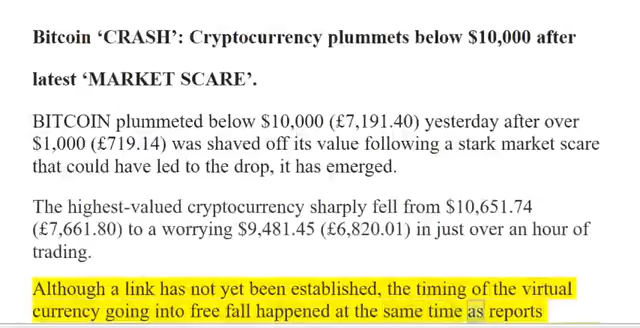 Bitcoin ‘CRASH’: Cryptocurrency plummets below $10,000 after
latest ‘MARKET SCARE’.
BITCOIN plummeted below $10,000 (£7,191.40) yesterday after over
$1,000 (£719.14) was shaved off its value following a stark market scare
that could have led to the drop, it has emerged.
The highest-valued cryptocurrency sharply fell from $10,651.74
(£7,661.80) to a worrying $9,481.45 (£6,820.01) in just over an hour of
trading.
Although a link has not yet been established, the timing of the virtual
currency going into free fall happened at the same time as reports